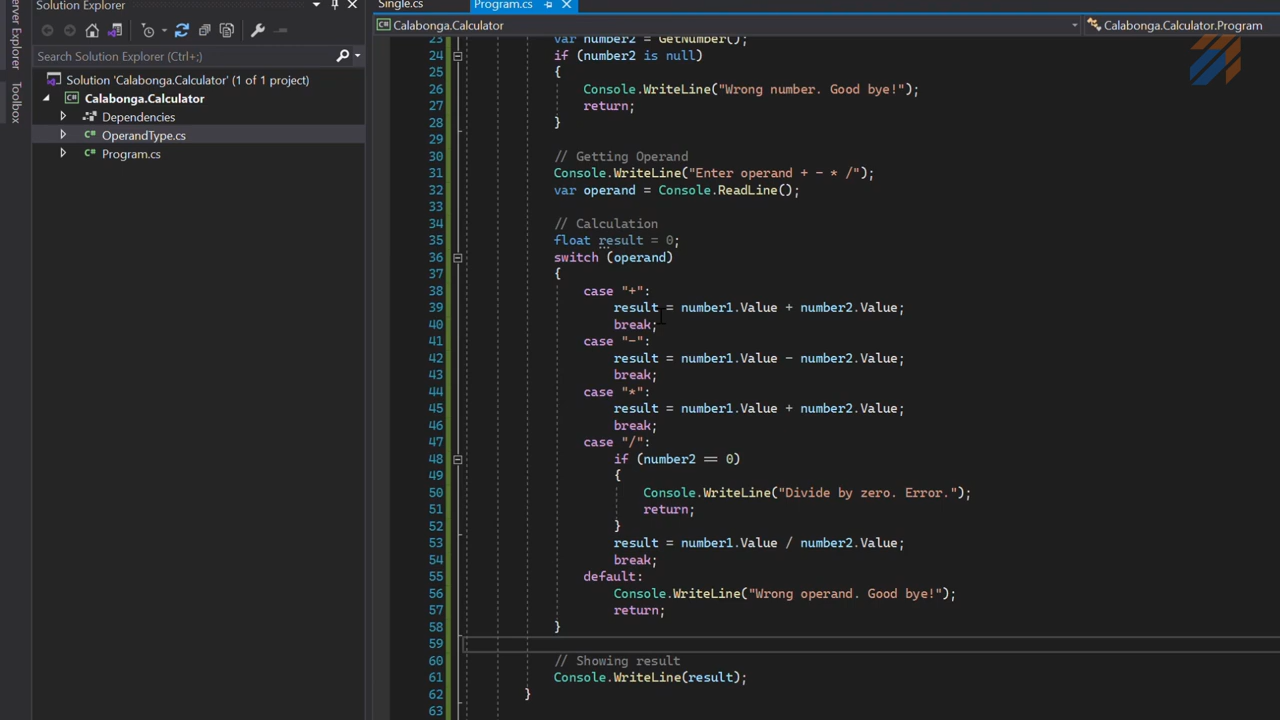 Solution Explorer
Single.cs
Program.cs
Server Explorer
Toolbox
Search Solution Explorer (Ctrl+;)
Solution 'Calabonga.Calculator' (1 of 1 project)
Calabonga.Calculator
Dependencies
C# OperandType.cs
C# Program.cs
Calabonga.Calculator
Calabonga.Calculator.Program
23 var number2 = GetNumber();
24 if (number2 is null)
25 {
26 Console.WriteLine("Wrong number. Good bye!");
27 return;
28 }
29
30 // Getting Operand
31 Console.WriteLine("Enter operand + - * /");
32 var operand = Console.ReadLine();
33
34 // Calculation
35 float result = 0;
36 switch (operand)
37 {
38 case "+":
39 result = number1.Value + number2.Value;
40 break;
41 case "-":
42 result = number1.Value - number2.Value;
43 break;
44 case "*":
45 result = number1.Value + number2.Value;
46 break;
47 case "/":
48 if (number2 == 0)
49 {
50 Console.WriteLine("Divide by zero. Error.");
51 return;
52 }
53 result = number1.Value / number2.Value;
54 break;
55 default:
56 Console.WriteLine("Wrong operand. Good bye!");
57 return;
58 }
59
60 // Showing result
61 Console.WriteLine(result);
62 }
63